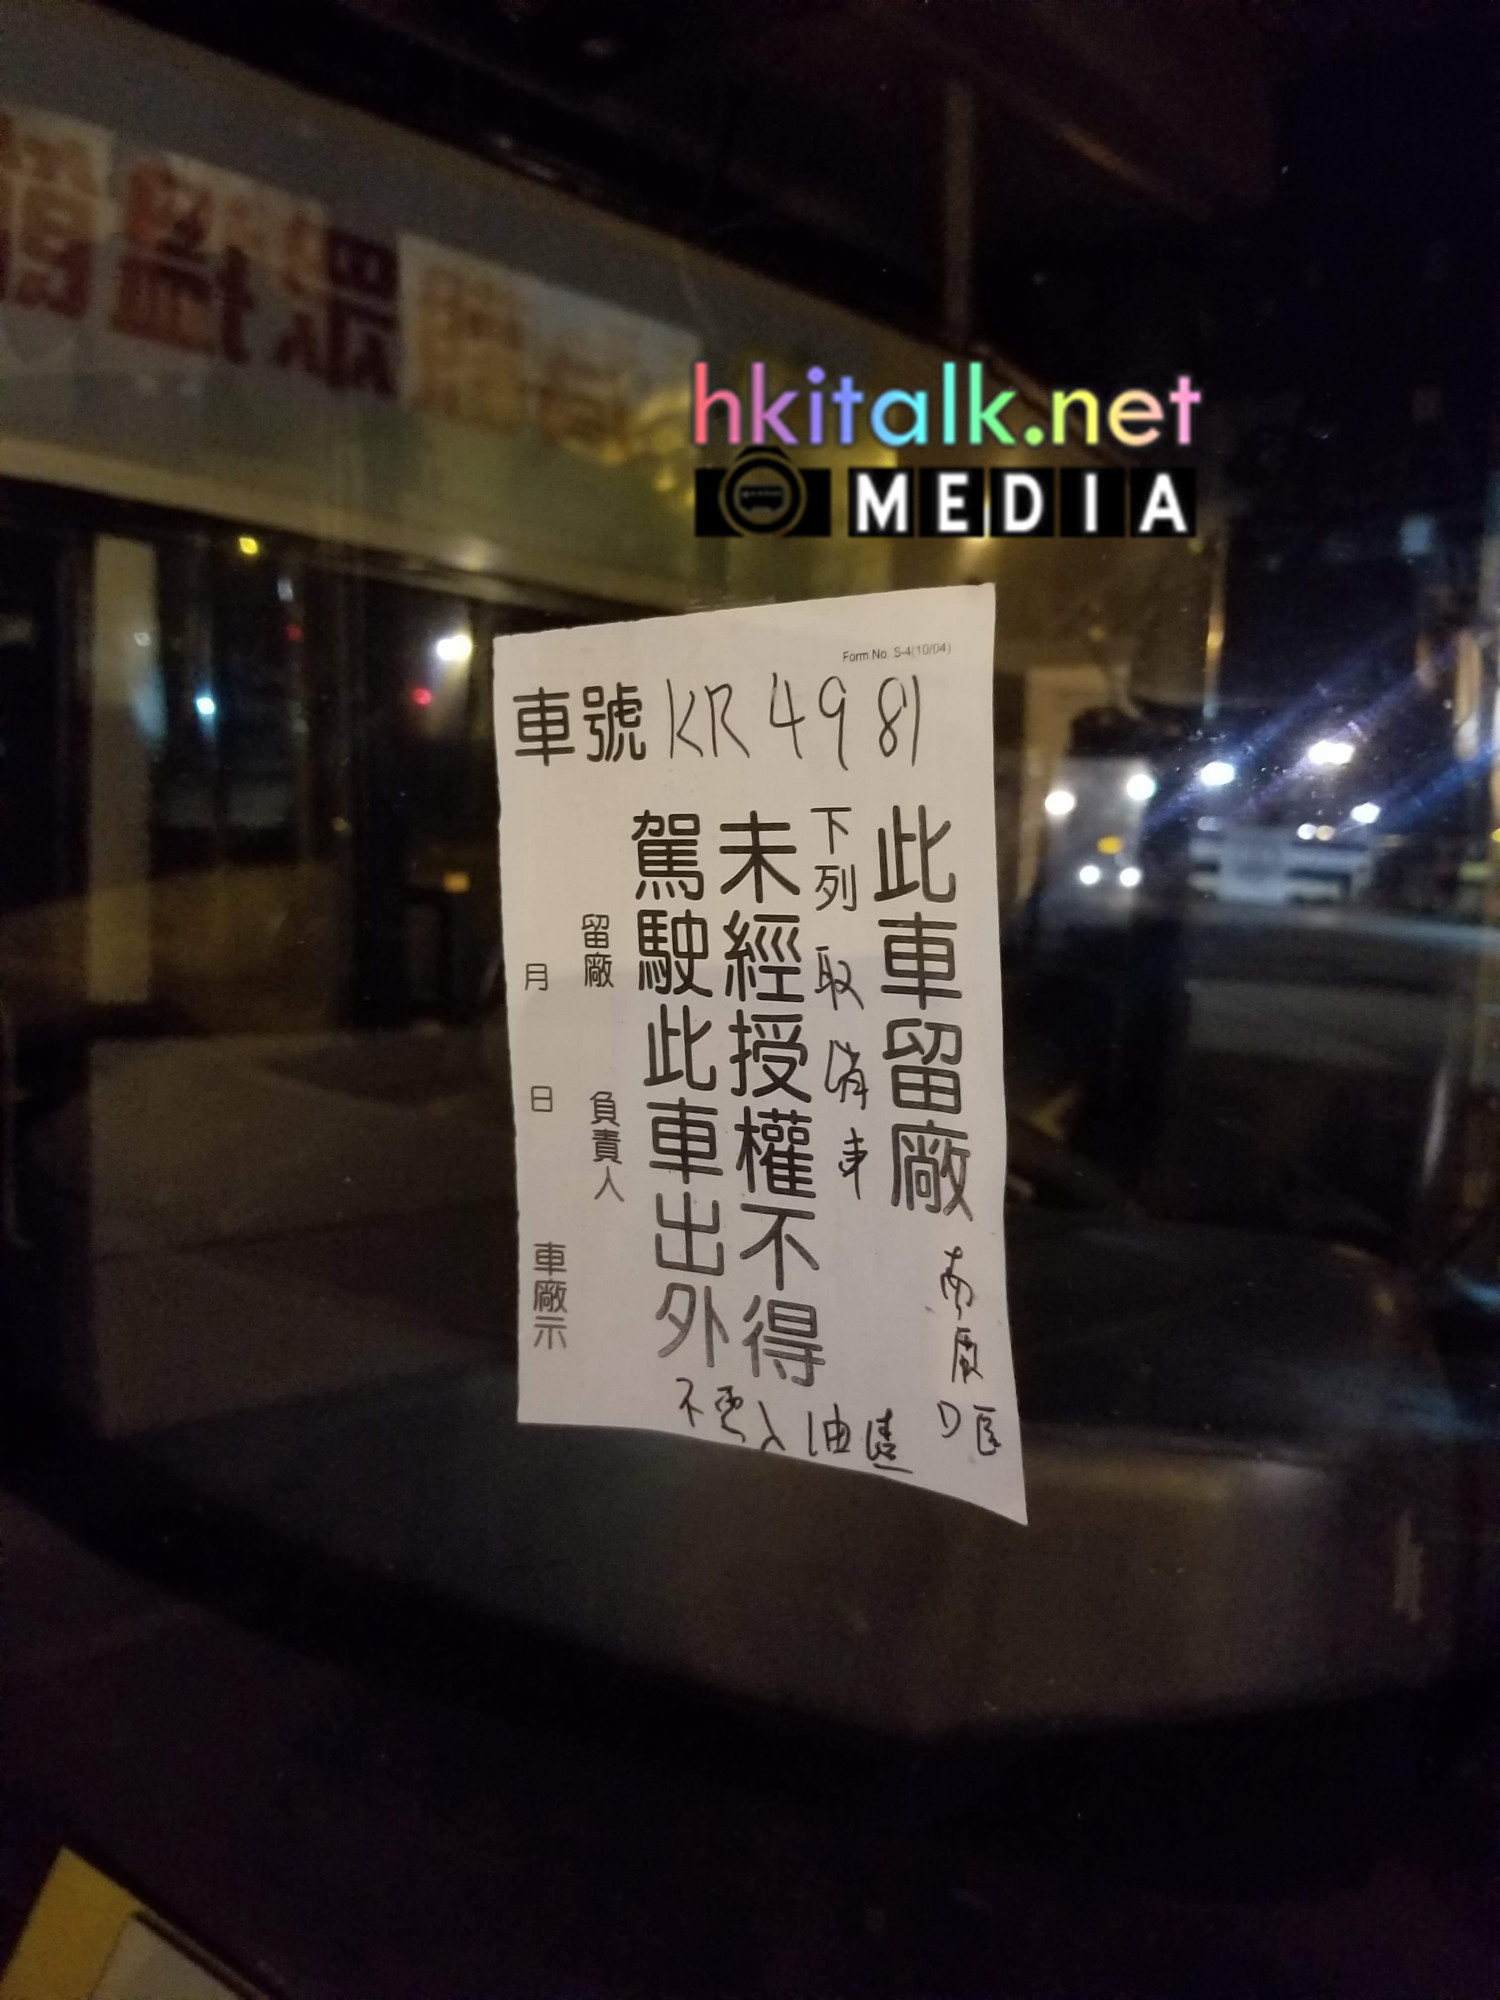 hkitalk.net
MEDIA
Form No. S-4(10/04)
車號 KR 4981
此車留廠
下列 取消車
未經授權不得
駕駛此車出外
留廠 負責人
月 日 車廠示
不 入油